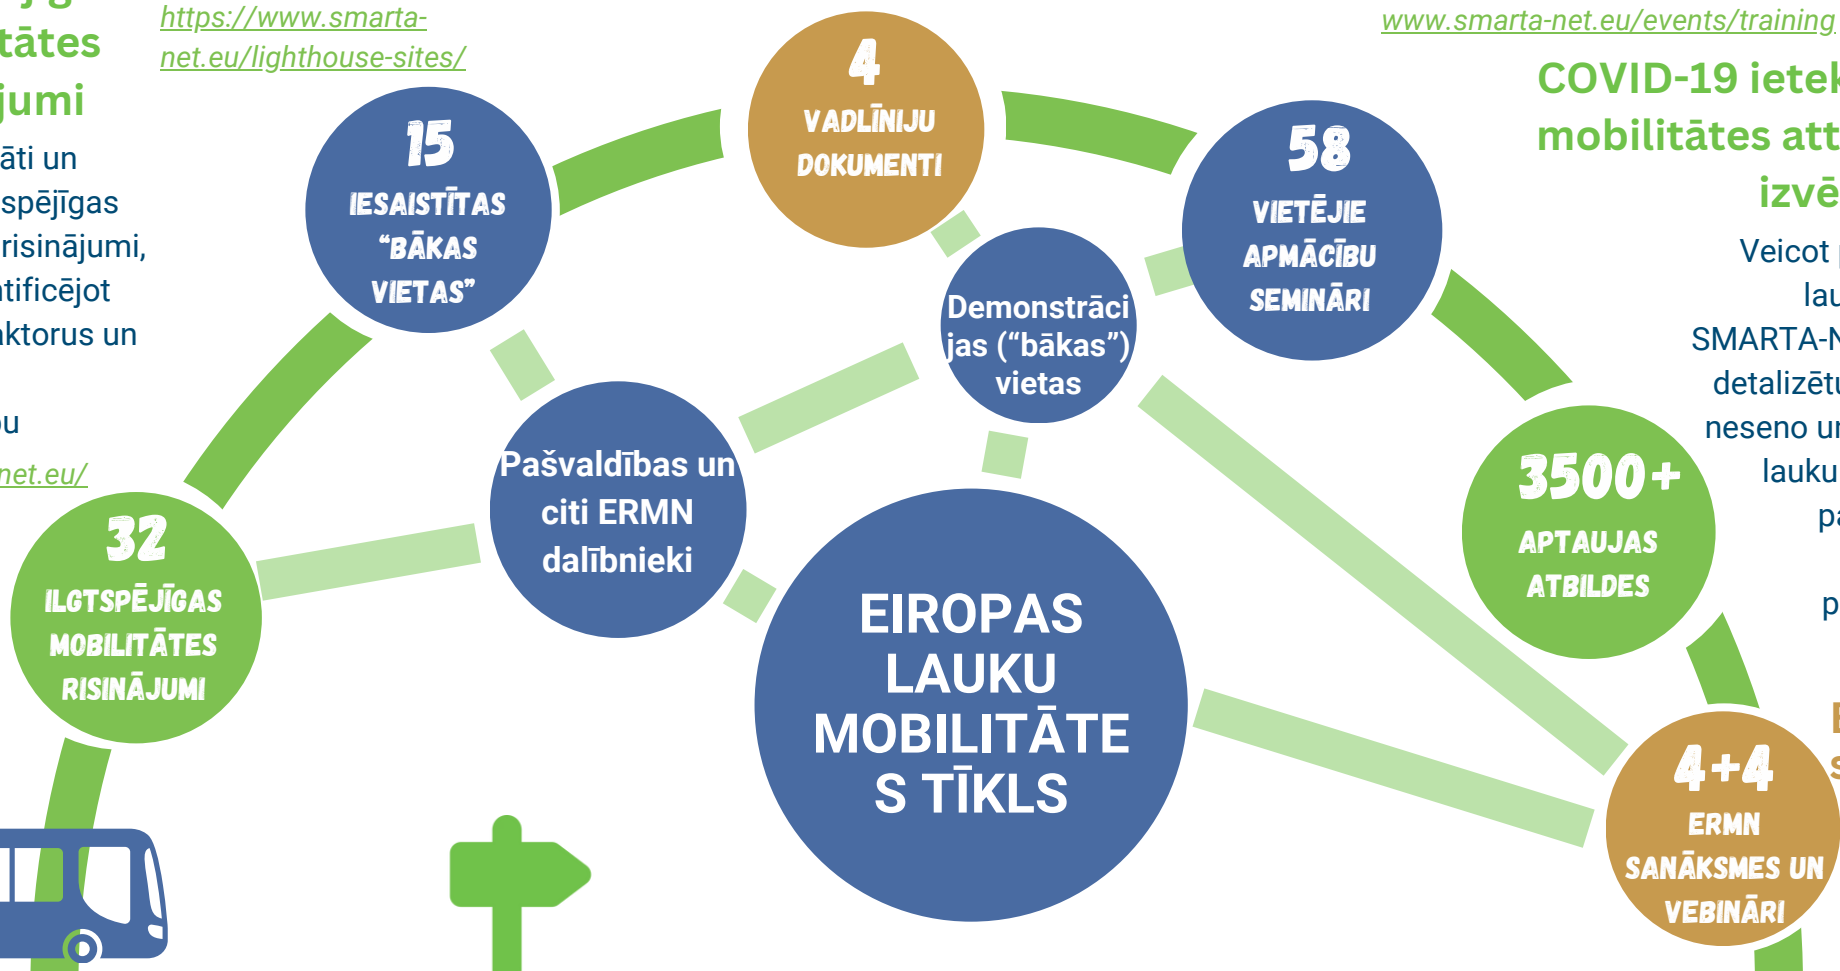 tātes
jumi
āti un
spējīgas
risinājumi,
ntificējot
aktorus un
net.eu/
https://www.smarta-
net.eu/lighthouse-sites/
4
VADLĪNIJU
DOKUMENTI
15
IESAISTĪTAS
“BĀKAS
VIETAS”
58
VIETĒJIE
APMĀCĪBU
SEMINĀRI
Demonstrāci
jas (“bākas”)
vietas
Pašvaldības un
citi ERMN
dalībnieki
32
ILGTSPĒJĪGAS
MOBILITĀTES
RISINĀJUMI
EIROPAS
LAUKU
MOBILITĀTE
S TĪKLS
3500+
APTAUJAS
ATBILDES
4+4
ERMN
SANĀKSMES UN
VEBINĀRI
www.smarta-net.eu/events/training
COVID-19 ietek
mobilitātes att
izvē
Veicot p
lau
SMARTA-N
detalizētu
neseno un
lauku
pa
p